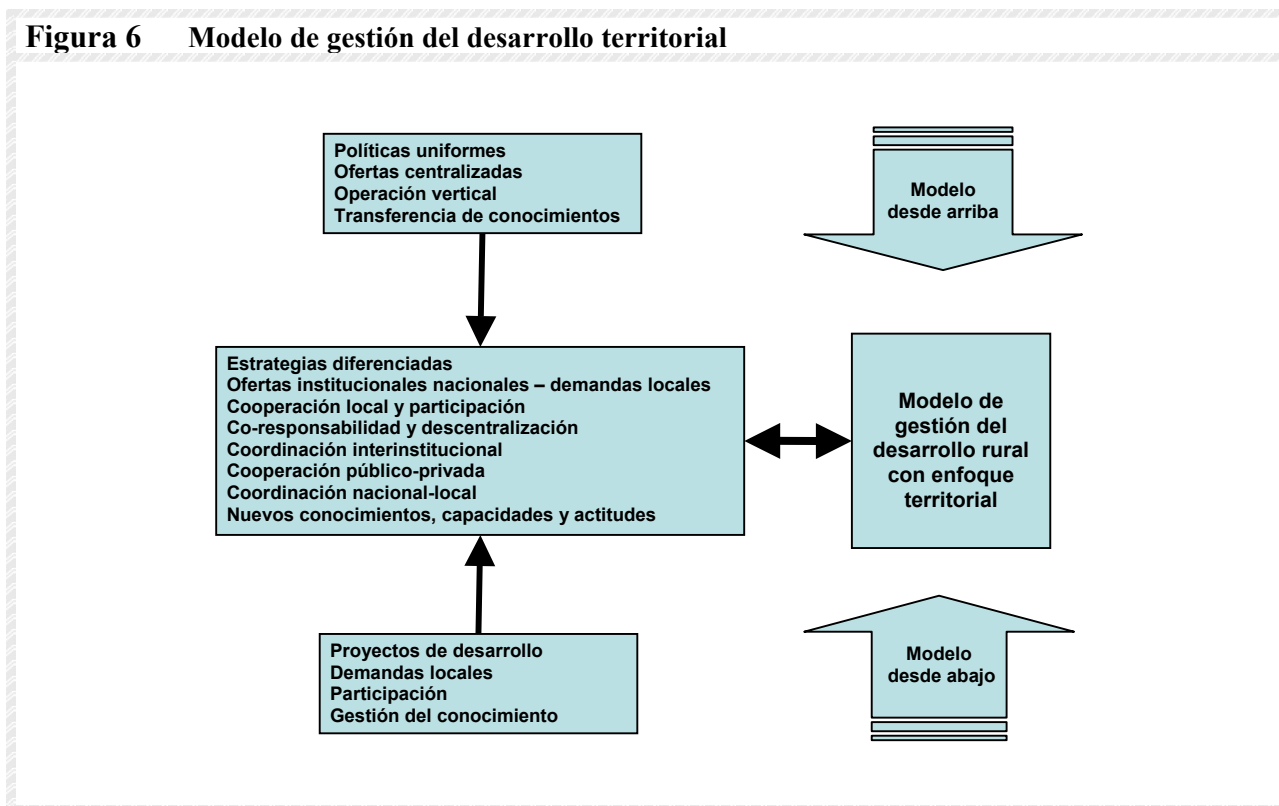 Figura 6 Modelo de gestión del desarrollo territorial
Políticas uniformes
Ofertas centralizadas
Operación vertical
Transferencia de conocimientos
Modelo
desde arriba
Estrategias diferenciadas
Ofertas institucionales nacionales – demandas locales
Cooperación local y participación
Co-responsabilidad y descentralización
Coordinación interinstitucional
Cooperación público-privada
Coordinación nacional-local
Nuevos conocimientos, capacidades y actitudes
Modelo de
gestión del
desarrollo rural
con enfoque
territorial
Proyectos de desarrollo
Demandas locales
Participación
Gestión del conocimiento
Modelo
desde abajo